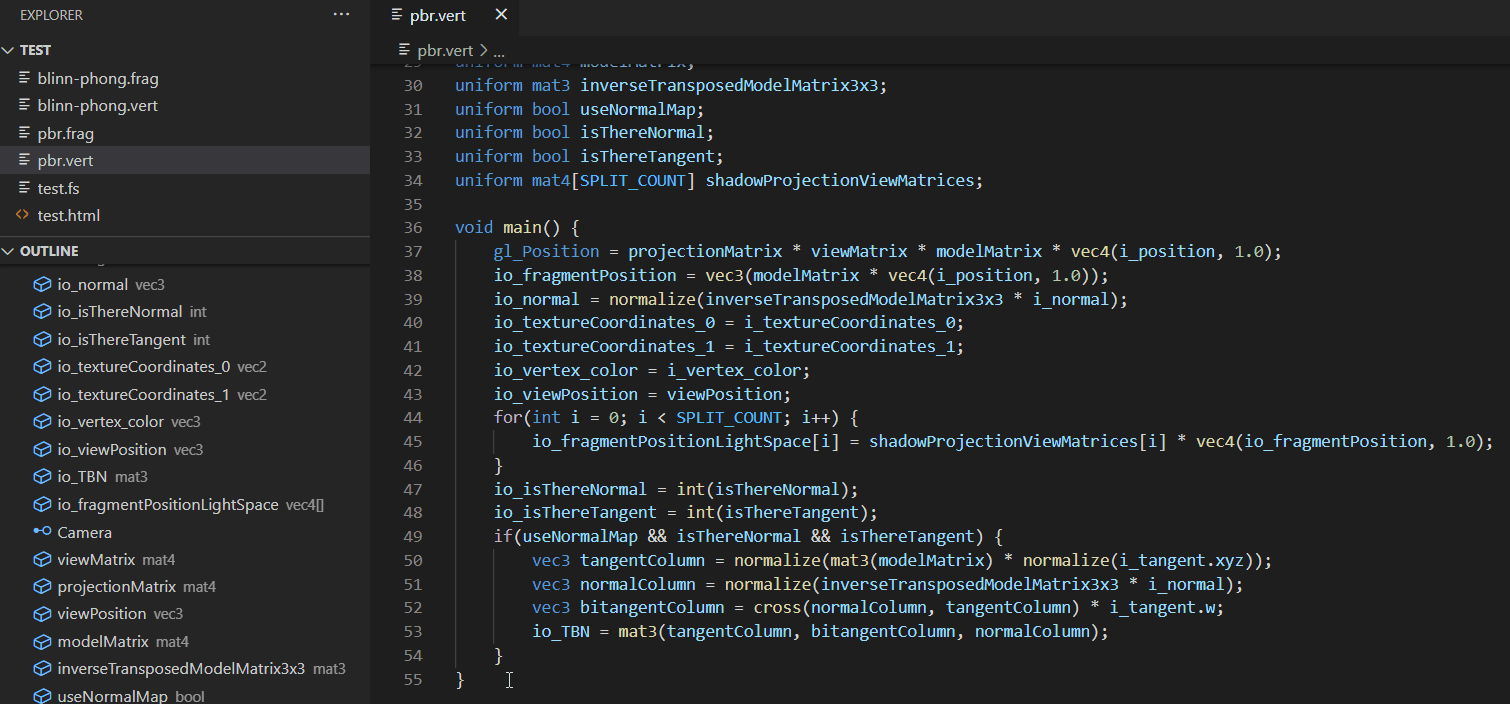 EXPLORER
···
TEST
blinn-phong.frag
blinn-phong.vert
pbr.frag
pbr.vert
test.fs
test.html
OUTLINE
io_normal vec3
io_isThereNormal int
io_isThereTangent int
io_textureCoordinates_0 vec2
io_textureCoordinates_1 vec2
io_vertex_color vec3
io_viewPosition vec3
io_TBN mat3
io_fragmentPositionLightSpace vec4[]
Camera
viewMatrix mat4
projectionMatrix mat4
viewPosition vec3
modelMatrix mat4
inverseTransposedModelMatrix3x3 mat3
useNormalMap bool
pbr.vert
pbr.vert > ...
29 uniform mat4 modelMatrix;
30 uniform mat3 inverseTransposedModelMatrix3x3;
31 uniform bool useNormalMap;
32 uniform bool isThereNormal;
33 uniform bool isThereTangent;
34 uniform mat4[SPLIT_COUNT] shadowProjectionViewMatrices;
35
36 void main() {
37     gl_Position = projectionMatrix * viewMatrix * modelMatrix * vec4(i_position, 1.0);
38     io_fragmentPosition = vec3(modelMatrix * vec4(i_position, 1.0));
39     io_normal = normalize(inverseTransposedModelMatrix3x3 * i_normal);
40     io_textureCoordinates_0 = i_textureCoordinates_0;
41     io_textureCoordinates_1 = i_textureCoordinates_1;
42     io_vertex_color = i_vertex_color;
43     io_viewPosition = viewPosition;
44     for(int i = 0; i < SPLIT_COUNT; i++) {
45         io_fragmentPositionLightSpace[i] = shadowProjectionViewMatrices[i] * vec4(io_fragmentPosition, 1.0);
46     }
47     io_isThereNormal = int(isThereNormal);
48     io_isThereTangent = int(isThereTangent);
49     if(useNormalMap && isThereNormal && isThereTangent) {
50         vec3 tangentColumn = normalize(mat3(modelMatrix) * normalize(i_tangent.xyz));
51         vec3 normalColumn = normalize(inverseTransposedModelMatrix3x3 * i_normal);
52         vec3 bitangentColumn = cross(normalColumn, tangentColumn) * i_tangent.w;
53         io_TBN = mat3(tangentColumn, bitangentColumn, normalColumn);
54     }
55 }